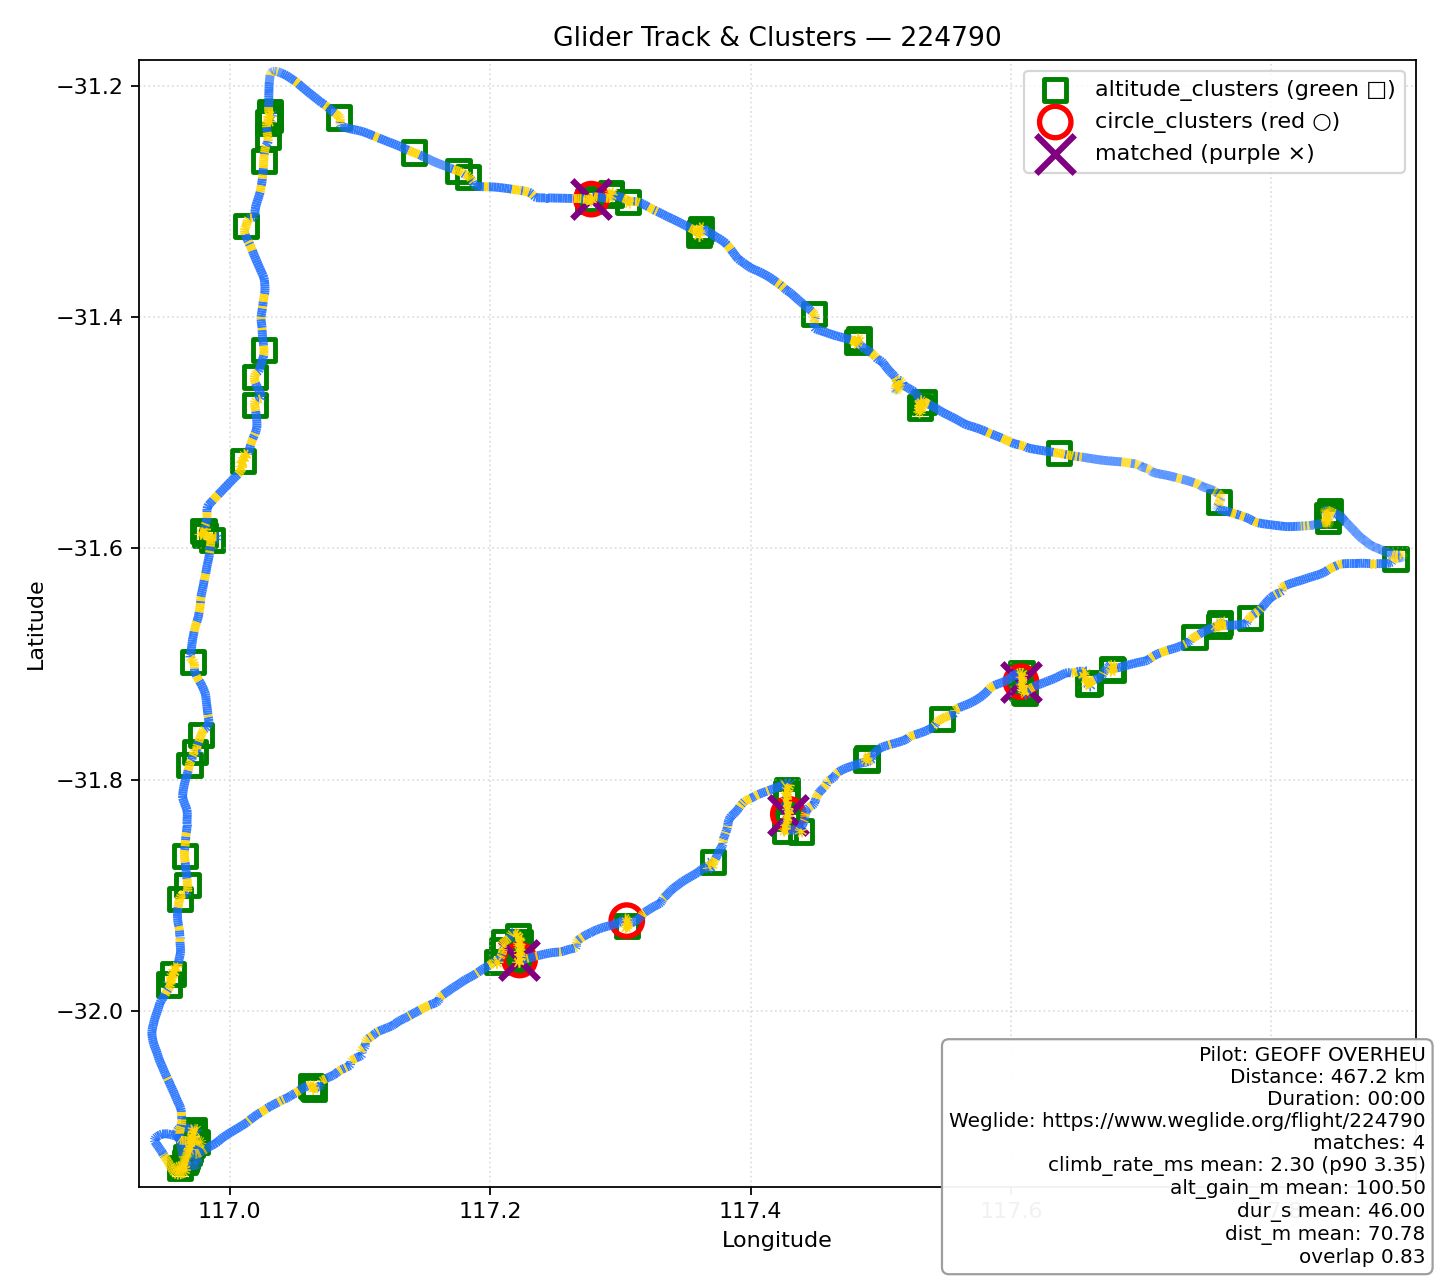 Glider Track & Clusters — 224790
altitude_clusters (green □)
circle_clusters (red ○)
matched (purple ×)
−31.2
−31.4
−31.6
−31.8
−32.0
Latitude
117.0
117.2
117.4
117.6
Longitude
Pilot: GEOFF OVERHEU
Distance: 467.2 km
Duration: 00:00
Weglide: https://www.weglide.org/flight/224790
matches: 4
climb_rate_ms mean: 2.30 (p90 3.35)
alt_gain_m mean: 100.50
dur_s mean: 46.00
dist_m mean: 70.78
overlap 0.83